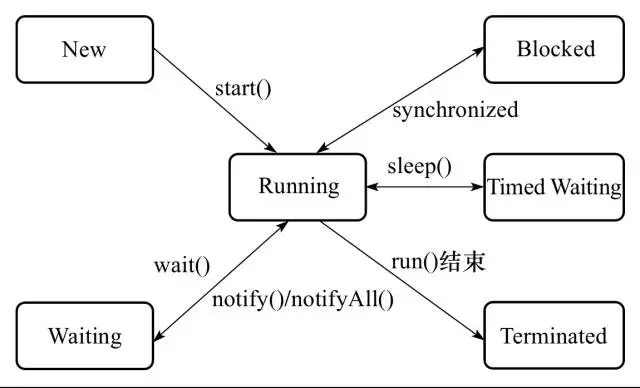 New
Blocked
start()
synchronized
Running
sleep()
Timed Waiting
wait()
run()结束
notify()/notifyAll()
Waiting
Terminated